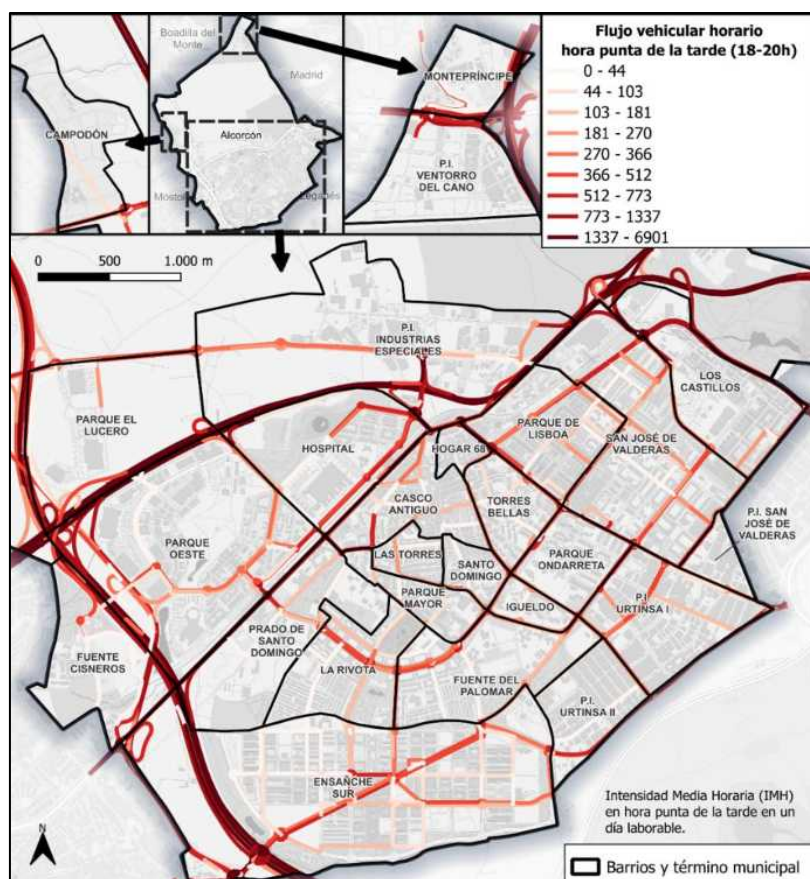 Boadilla del
Monte
Madrid
Alcorcón
Leganés
CAMPODÓN
MONTEPRÍNCIPE
P.I.
VENTORRO
DEL CANO
Flujo vehicular horario
hora punta de la tarde (18-20h)
0 - 44
44 - 103
103 - 181
181 - 270
270 - 366
366 - 512
512 - 773
773 - 1337
1337 - 6901
0 500 1.000 m
P.I.
INDUSTRIAS
ESPECIALES
LOS
CASTILLOS
PARQUE EL
LUCERO
HOSPITAL
HOGAR 68
PARQUE DE
LISBOA
SAN JOSÉ DE
VALDERAS
CASCO
ANTIGUO
TORRES
BELLAS
P.I. SAN
JOSÉ DE
VALDERAS
PARQUE
OESTE
LAS TORRES
SANTO
DOMINGO
PARQUE
ONDARRETA
PARQUE
MAYOR
IGUELDO
P.I.
URTINSA I
PRADO DE
SANTO
DOMINGO
FUENTE
CISNEROS
LA RIVOTA
FUENTE DEL
PALOMAR
P.I.
URTINSA II
ENSANCHE
SUR
N
Intensidad Media Horaria (IMH)
en hora punta de la tarde en un
día laborable.
Barrios y término municipal